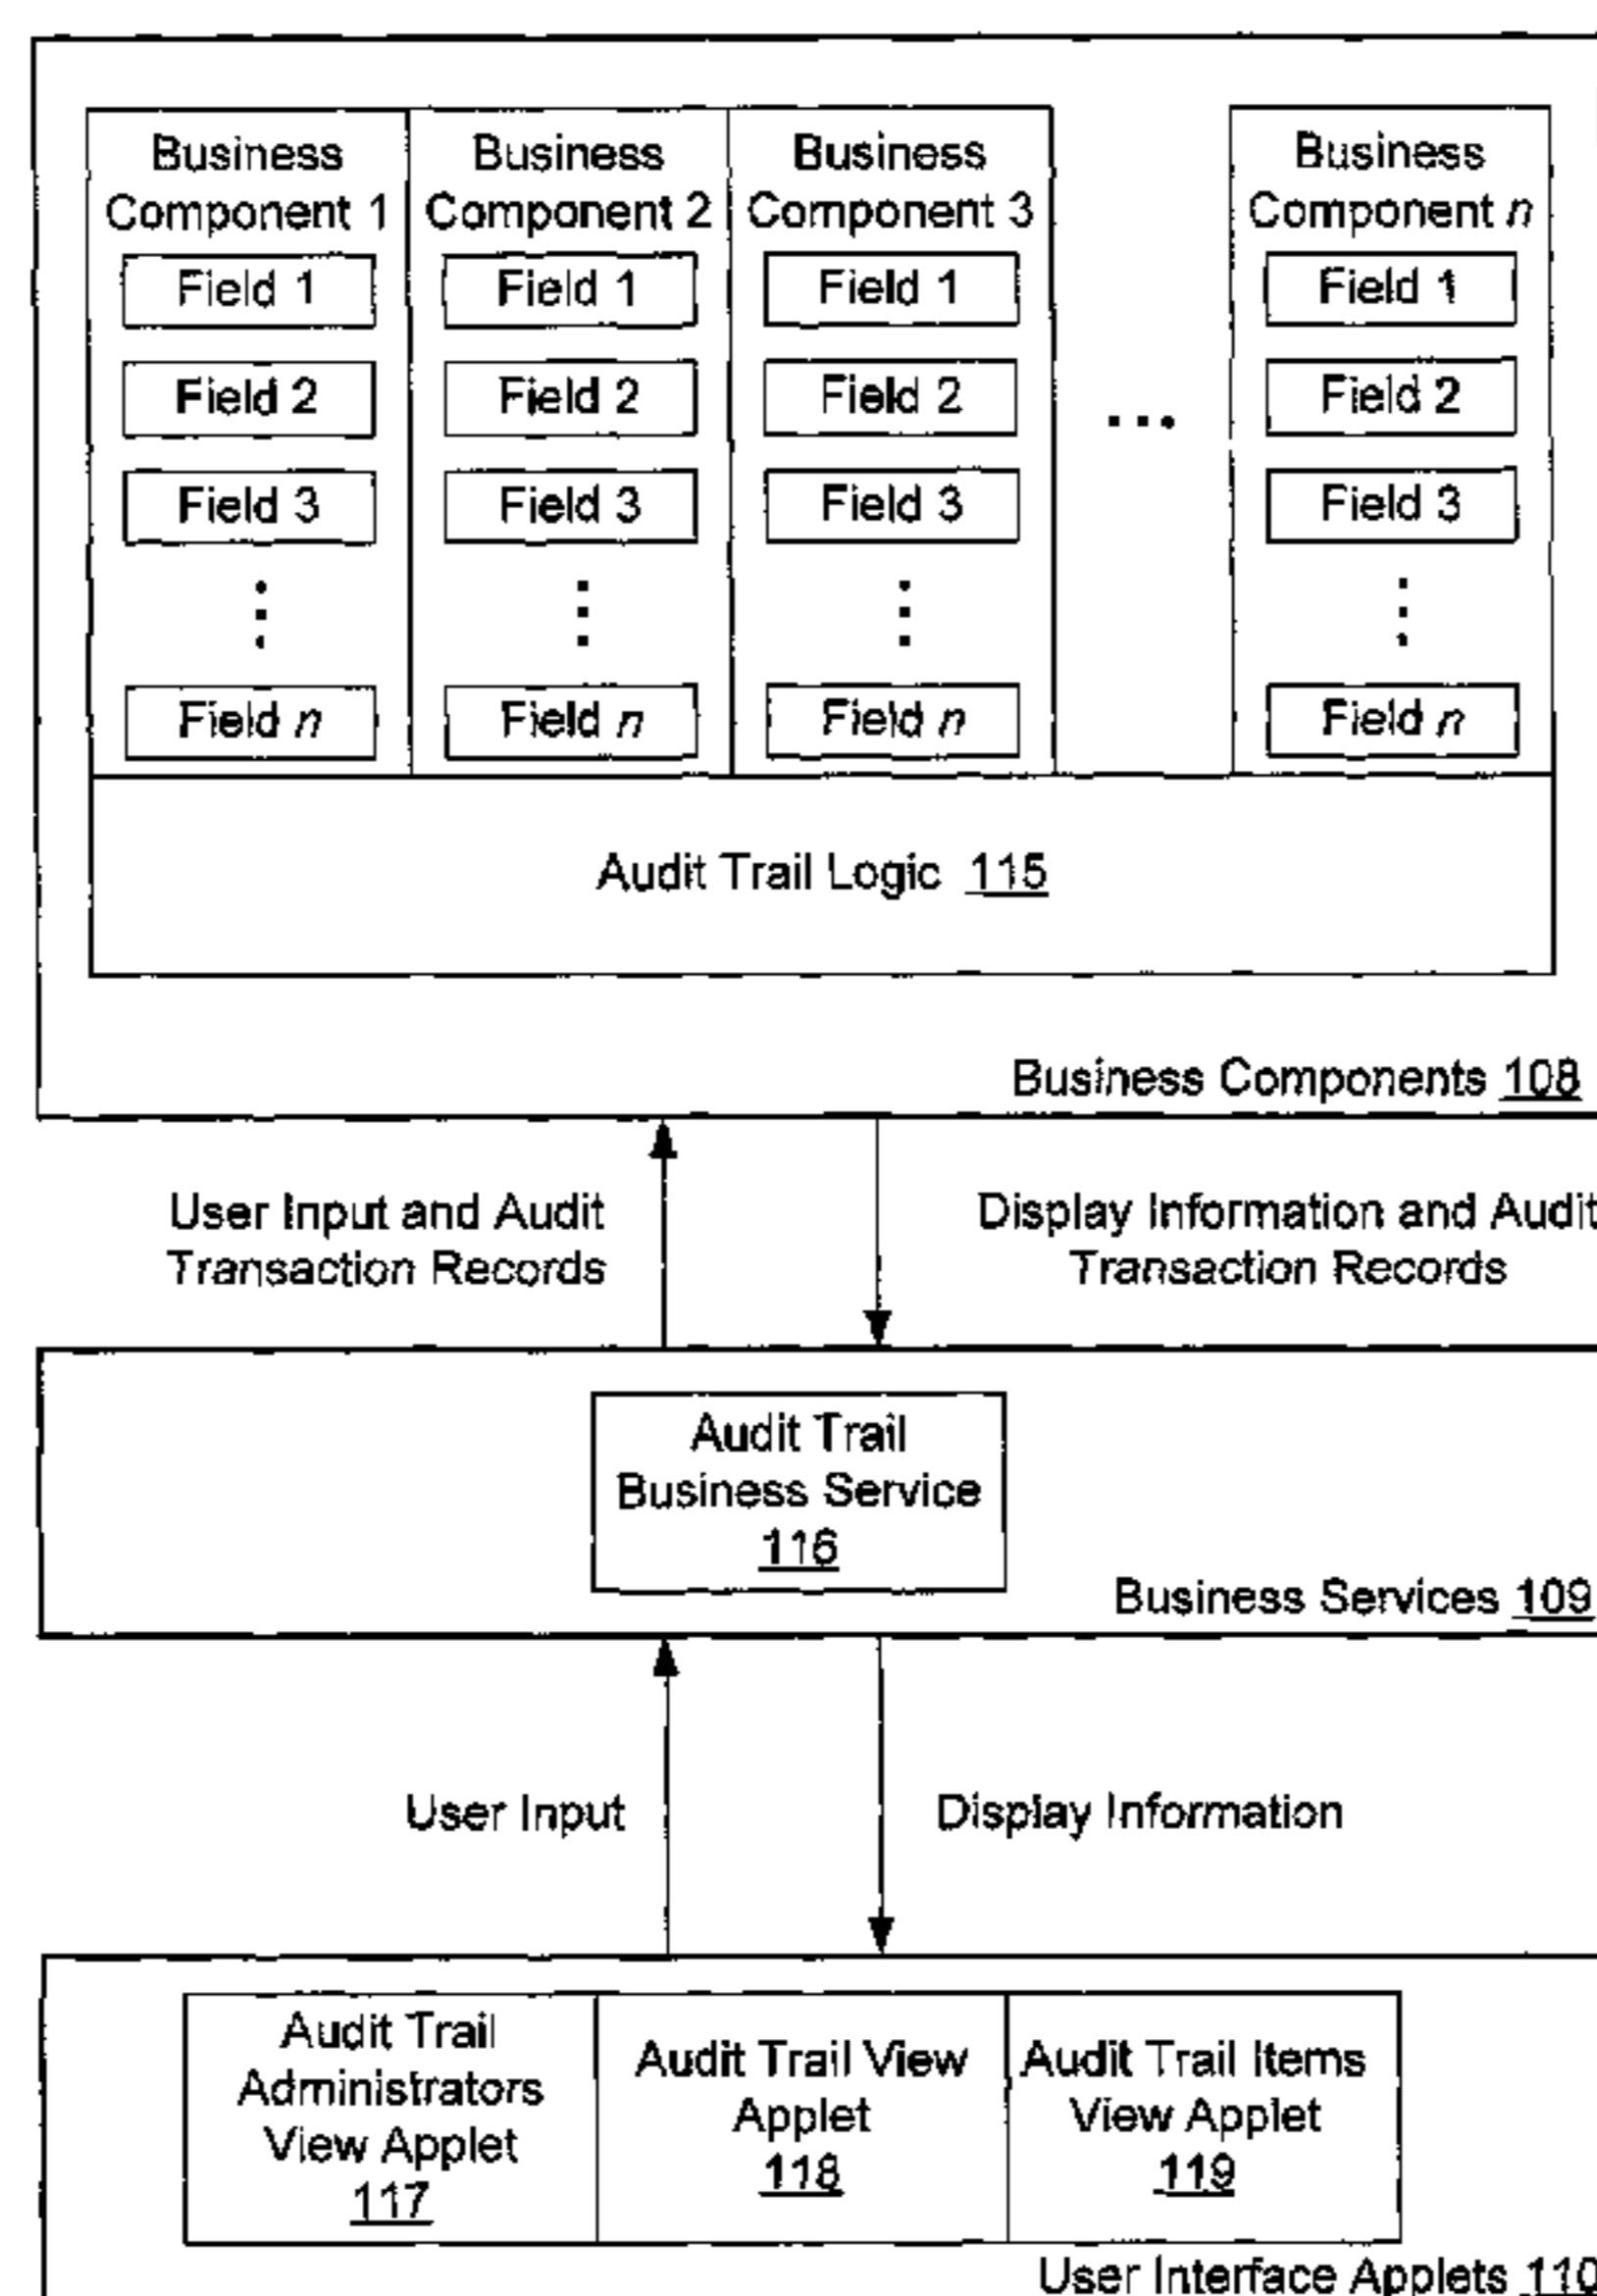 Business Component 1
Business Component 2
Business Component 3
Business Component n
Field 1 Field 1 Field 1 Field 1
Field 2 Field 2 Field 2 Field 2
...
Field 3 Field 3 Field 3 Field 3
Field n Field n Field n Field n
Audit Trail Logic 115
Business Components 108
User Input and Audit
Transaction Records
Display Information and Audit
Transaction Records
Audit Trail
Business Service
116
Business Services 109
User Input
Display Information
Audit Trail
Administrators
View Applet
117
Audit Trail View
Applet
118
Audit Trail Items
View Applet
119
User Interface Applets 110